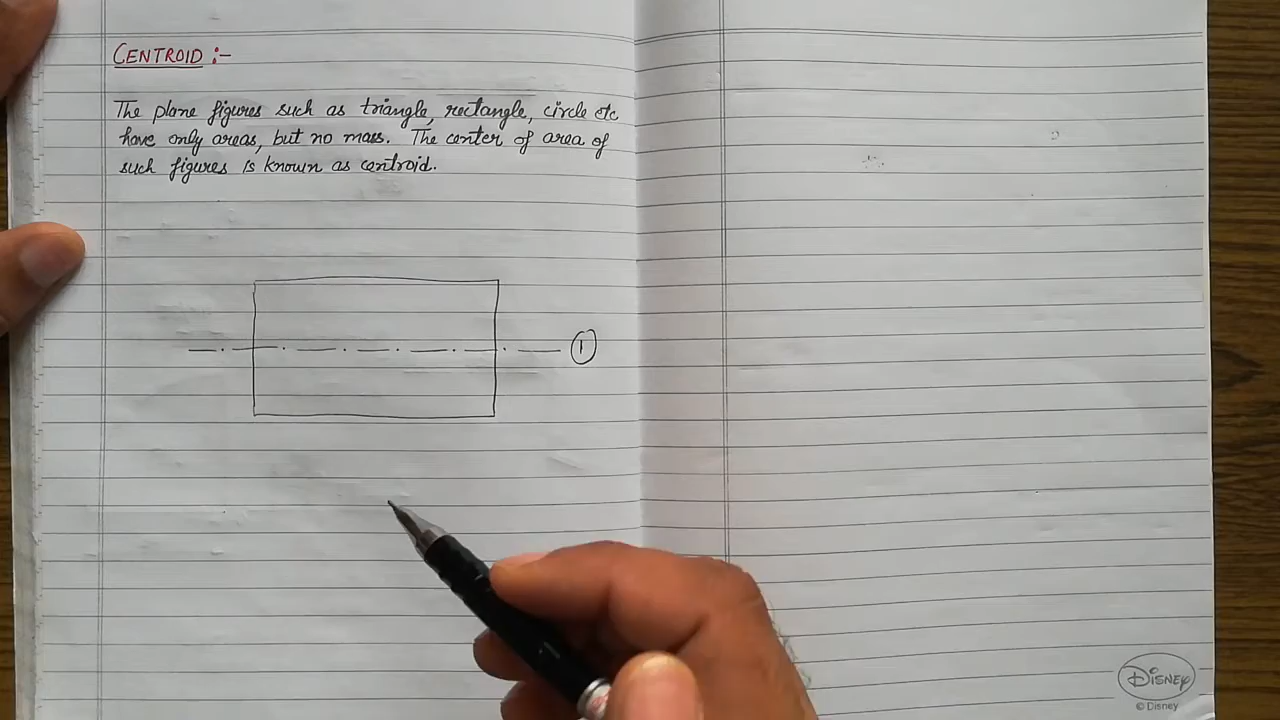 CENTROID :-
The plane figures such as triangle, rectangle, circle etc
have only areas, but no mass. The center of area of
such figures is known as centroid.
1
DISNEY
© Disney